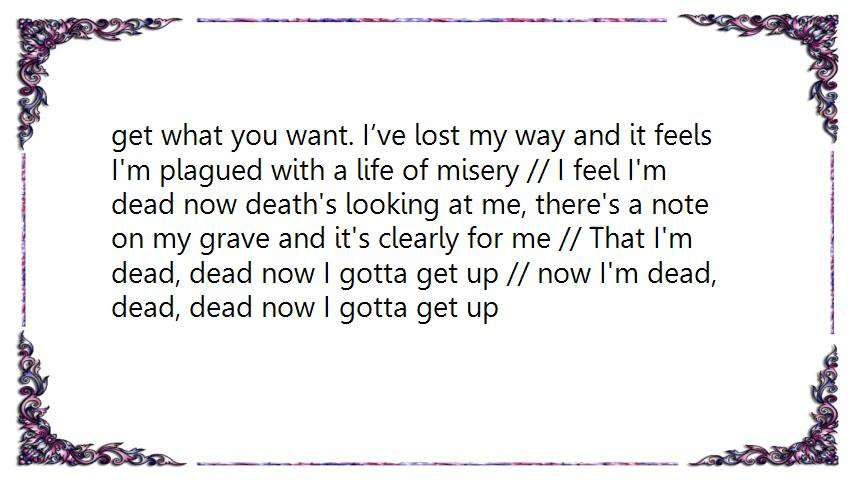 get what you want. I’ve lost my way and it feels
I'm plagued with a life of misery // I feel I'm
dead now death's looking at me, there's a note
on my grave and it's clearly for me // That I'm
dead, dead now I gotta get up // now I'm dead,
dead, dead now I gotta get up